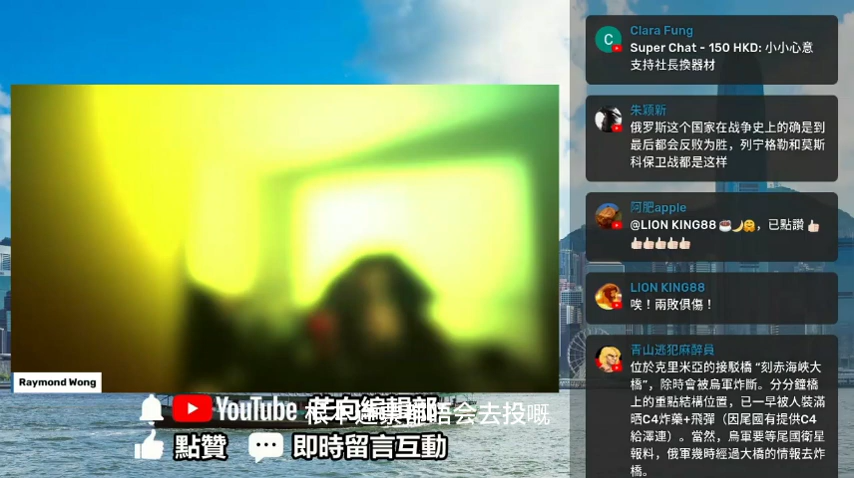 Clara Fung
Super Chat - 150 HKD: 小小心意
支持社長換器材
朱穎新
俄罗斯这个国家在战争史上的确是到
最后都会反败为胜，列宁格勒和莫斯
科保卫战都是这样
阿肥apple
@LION KING88 ☕🌙🤗，已點讚👍🏻
👍🏻👍🏻👍🏻👍🏻👍🏻
LION KING88
唉！兩敗俱傷！
青山逃犯麻醉員
位於克里米亞的接駁橋 “刻赤海峽大
橋”，除時會被烏軍炸斷。分分鐘橋
上的重點結構位置，已一早被人裝滿
晒C4炸藥+飛彈（因尾國有提供C4
給澤連）。當然，烏軍要等尾國衛星
報料，俄軍幾時經過大橋的情報去炸
橋。
Raymond Wong
YouTube
唔会去投嘅
點贊 即時留言互動